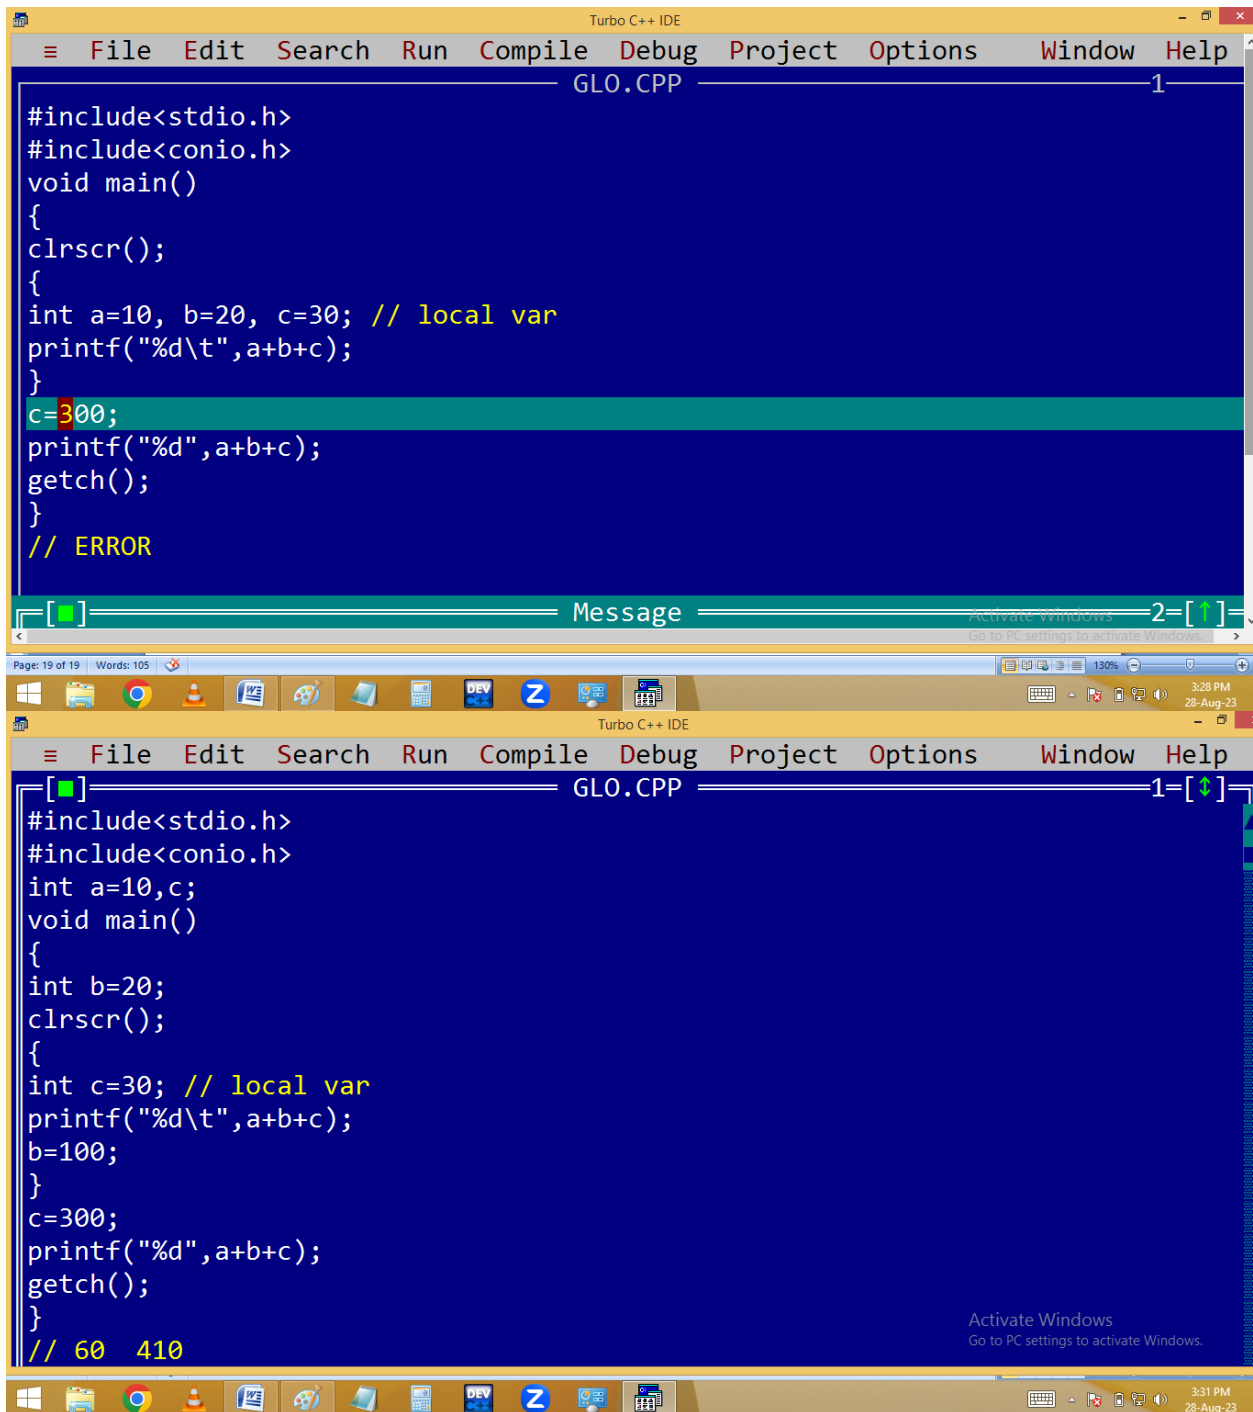 Turbo C++ IDE
≡ File Edit Search Run Compile Debug Project Options Window Help
GLO.CPP 1
#include<stdio.h>
#include<conio.h>
void main()
{
clrscr();
{
int a=10, b=20, c=30; // local var
printf("%d\t",a+b+c);
}
c=300;
printf("%d",a+b+c);
getch();
}
// ERROR
[■] Message 2=[↑]
Activate Windows
Go to PC settings to activate Windows.
Page: 19 of 19 Words: 105 130%
W DEV C++ Z 3:28 PM
28-Aug-23
Turbo C++ IDE
≡ File Edit Search Run Compile Debug Project Options Window Help
[■] GLO.CPP 1=[↕]
#include<stdio.h>
#include<conio.h>
int a=10,c;
void main()
{
int b=20;
clrscr();
{
int c=30; // local var
printf("%d\t",a+b+c);
b=100;
}
c=300;
printf("%d",a+b+c);
getch();
}
// 60 410
Activate Windows
Go to PC settings to activate Windows.
W DEV C++ Z 3:31 PM
28-Aug-23